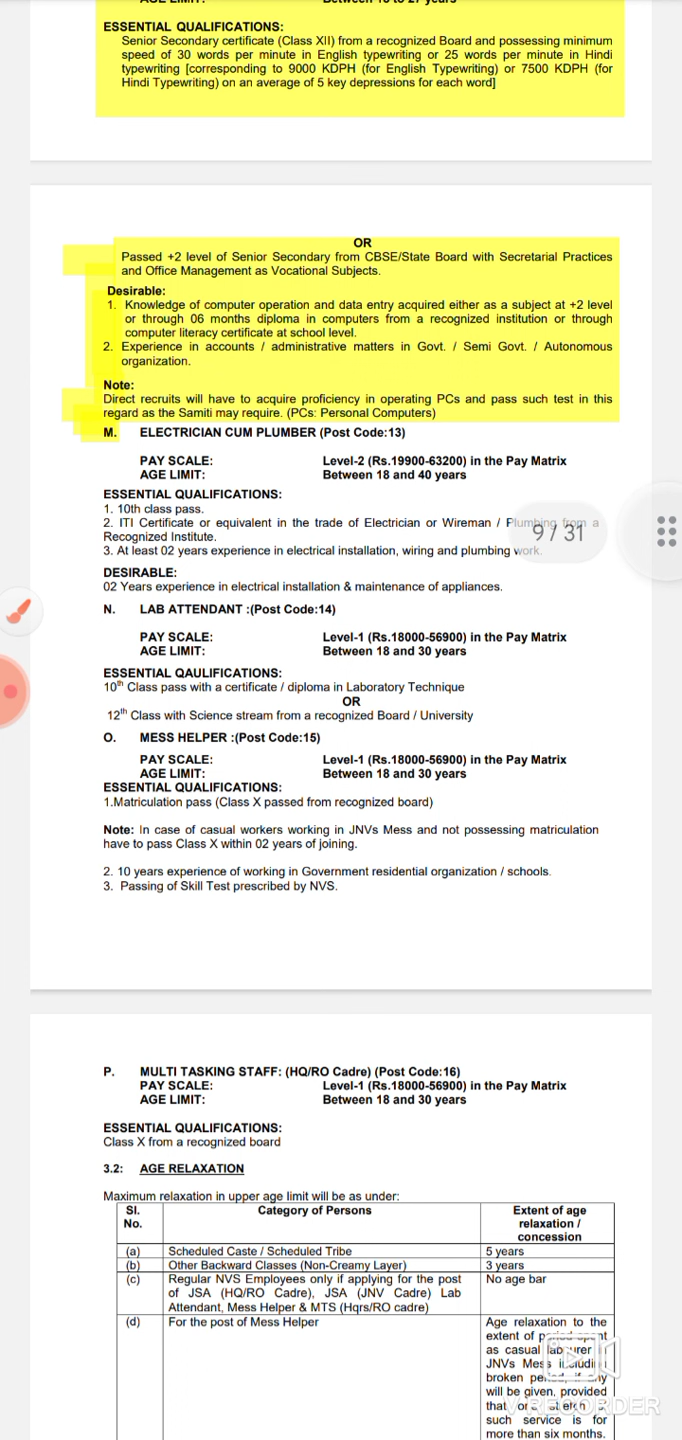 AGE LIMIT: Between 18 to 27 years
ESSENTIAL QUALIFICATIONS:
Senior Secondary certificate (Class XII) from a recognized Board and possessing minimum
speed of 30 words per minute in English typewriting or 25 words per minute in Hindi
typewriting [corresponding to 9000 KDPH (for English Typewriting) or 7500 KDPH (for
Hindi Typewriting) on an average of 5 key depressions for each word]
OR
Passed +2 level of Senior Secondary from CBSE/State Board with Secretarial Practices
and Office Management as Vocational Subjects.
Desirable:
1. Knowledge of computer operation and data entry acquired either as a subject at +2 level
or through 06 months diploma in computers from a recognized institution or through
computer literacy certificate at school level.
2. Experience in accounts / administrative matters in Govt. / Semi Govt. / Autonomous
organization.
Note:
Direct recruits will have to acquire proficiency in operating PCs and pass such test in this
regard as the Samiti may require. (PCs: Personal Computers)
M. ELECTRICIAN CUM PLUMBER (Post Code:13)
PAY SCALE: Level-2 (Rs.19900-63200) in the Pay Matrix
AGE LIMIT: Between 18 and 40 years
ESSENTIAL QUALIFICATIONS:
1. 10th class pass.
2. ITI Certificate or equivalent in the trade of Electrician or Wireman / Plumbing from a
Recognized Institute.
9 / 31
3. At least 02 years experience in electrical installation, wiring and plumbing work.
DESIRABLE:
02 Years experience in electrical installation & maintenance of appliances.
N. LAB ATTENDANT :(Post Code:14)
PAY SCALE: Level-1 (Rs.18000-56900) in the Pay Matrix
AGE LIMIT: Between 18 and 30 years
ESSENTIAL QAULIFICATIONS:
10th Class pass with a certificate / diploma in Laboratory Technique
OR
12th Class with Science stream from a recognized Board / University
O. MESS HELPER :(Post Code:15)
PAY SCALE: Level-1 (Rs.18000-56900) in the Pay Matrix
AGE LIMIT: Between 18 and 30 years
ESSENTIAL QUALIFICATIONS:
1.Matriculation pass (Class X passed from recognized board)
Note: In case of casual workers working in JNVs Mess and not possessing matriculation
have to pass Class X within 02 years of joining.
2. 10 years experience of working in Government residential organization / schools.
3. Passing of Skill Test prescribed by NVS.
P. MULTI TASKING STAFF: (HQ/RO Cadre) (Post Code:16)
PAY SCALE: Level-1 (Rs.18000-56900) in the Pay Matrix
AGE LIMIT: Between 18 and 30 years
ESSENTIAL QUALIFICATIONS:
Class X from a recognized board
3.2: AGE RELAXATION
Maximum relaxation in upper age limit will be as under:
Sl. No. Category of Persons Extent of age relaxation / concession
(a) Scheduled Caste / Scheduled Tribe 5 years
(b) Other Backward Classes (Non-Creamy Layer) 3 years
(c) Regular NVS Employees only if applying for the post No age bar
of JSA (HQ/RO Cadre), JSA (JNV Cadre) Lab
Attendant, Mess Helper & MTS (Hqrs/RO cadre)
(d) For the post of Mess Helper Age relaxation to the
extent of period spent
as casual labourer in
JNVs Mess including
broken period, if any
will be given, provided
that one stretch
such service is for
more than six months.
V RECORDER